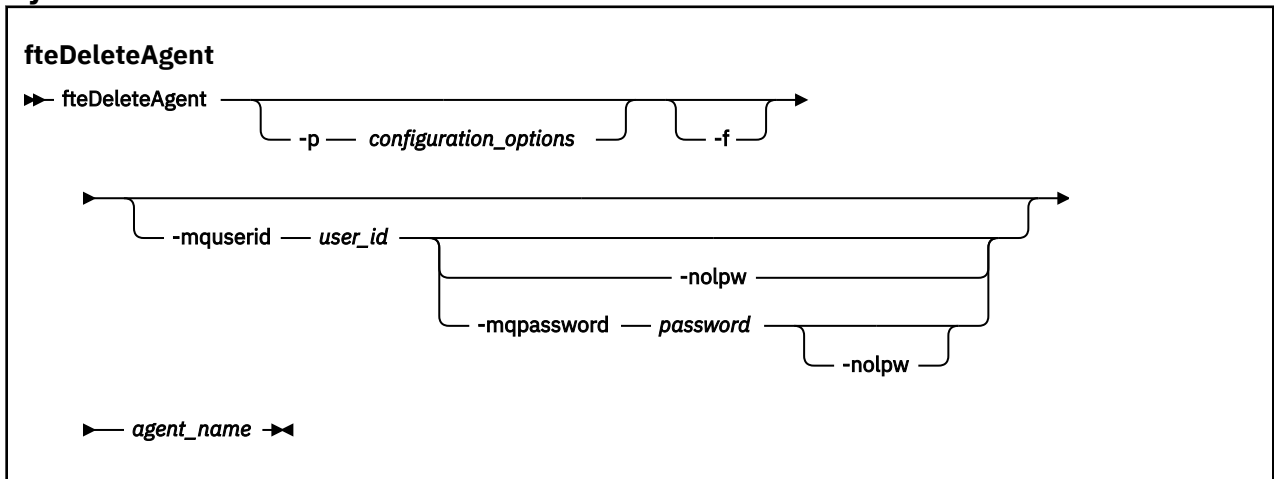 fteDeleteAgent
fteDeleteAgent
-p configuration_options -f
-mquserid user_id
-nolpw
-mqpassword password
-nolpw
agent_name